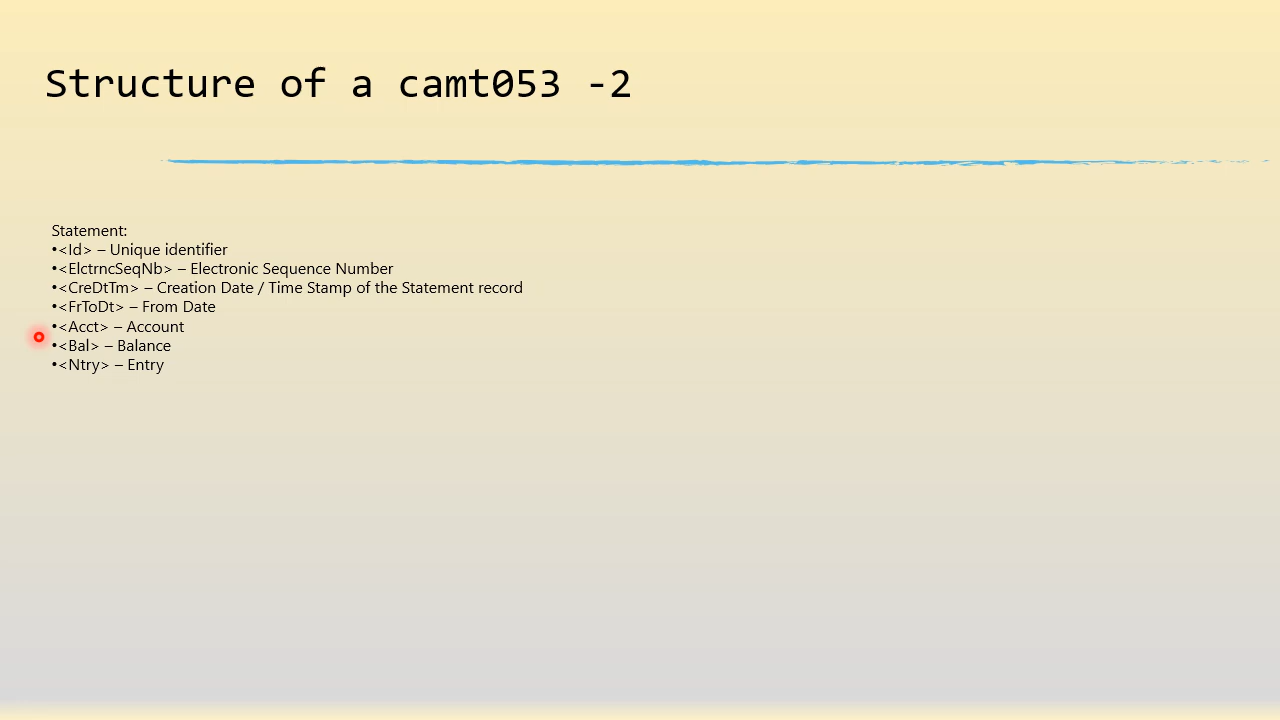 Structure of a camt053 -2
Statement:
•<Id> – Unique identifier
•<ElctrncSeqNb> – Electronic Sequence Number
•<CreDtTm> – Creation Date / Time Stamp of the Statement record
•<FrToDt> – From Date
•<Acct> – Account
•<Bal> – Balance
•<Ntry> – Entry